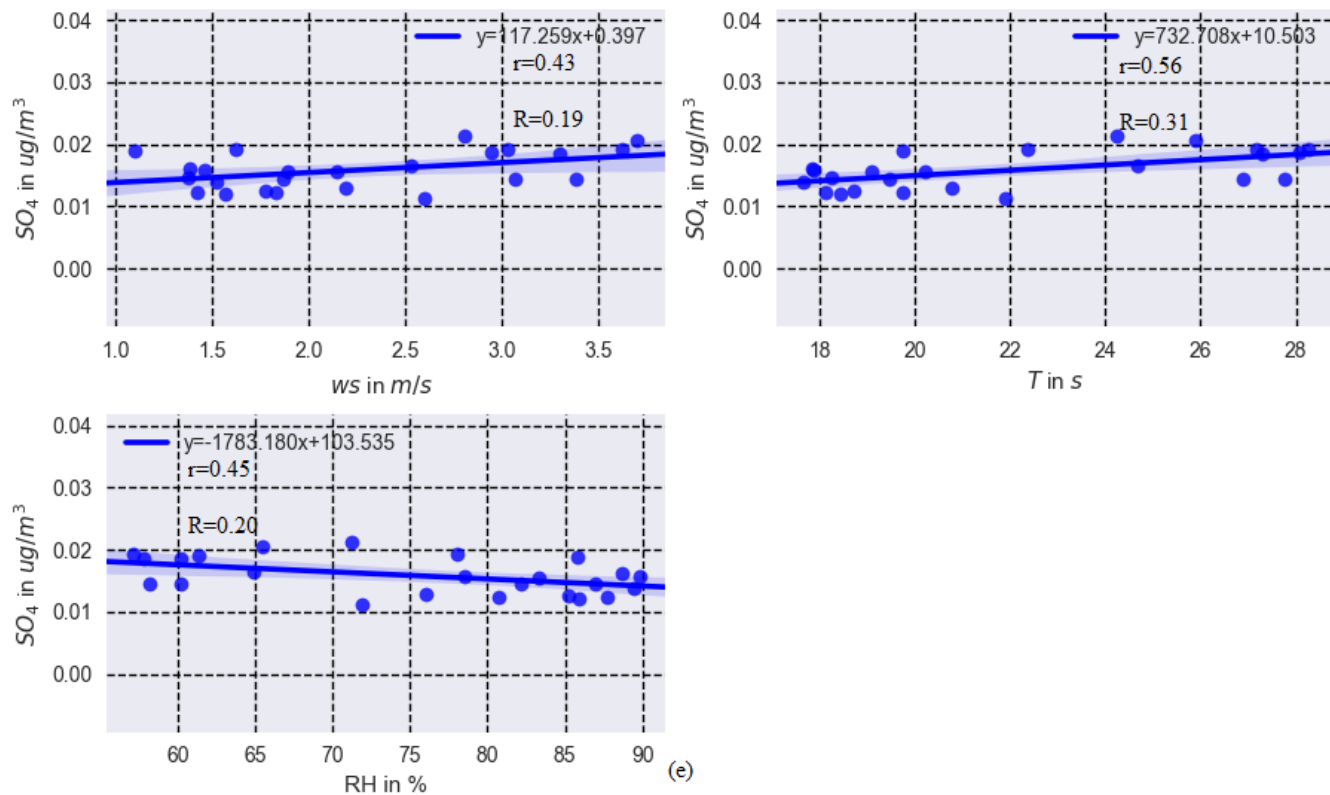 0.04
0.03
0.02
0.01
0.00
SO4 in ug/m³
y=117.259x+0.397
r=0.43
R=0.19
1.0 1.5 2.0 2.5 3.0 3.5
ws in m/s
0.04
0.03
0.02
0.01
0.00
SO4 in ug/m³
y=732.708x+10.503
r=0.56
R=0.31
18 20 22 24 26 28
T in s
0.04
0.03
0.02
0.01
0.00
SO4 in ug/m³
y=-1783.180x+103.535
r=0.45
R=0.20
60 65 70 75 80 85 90
RH in %
(e)